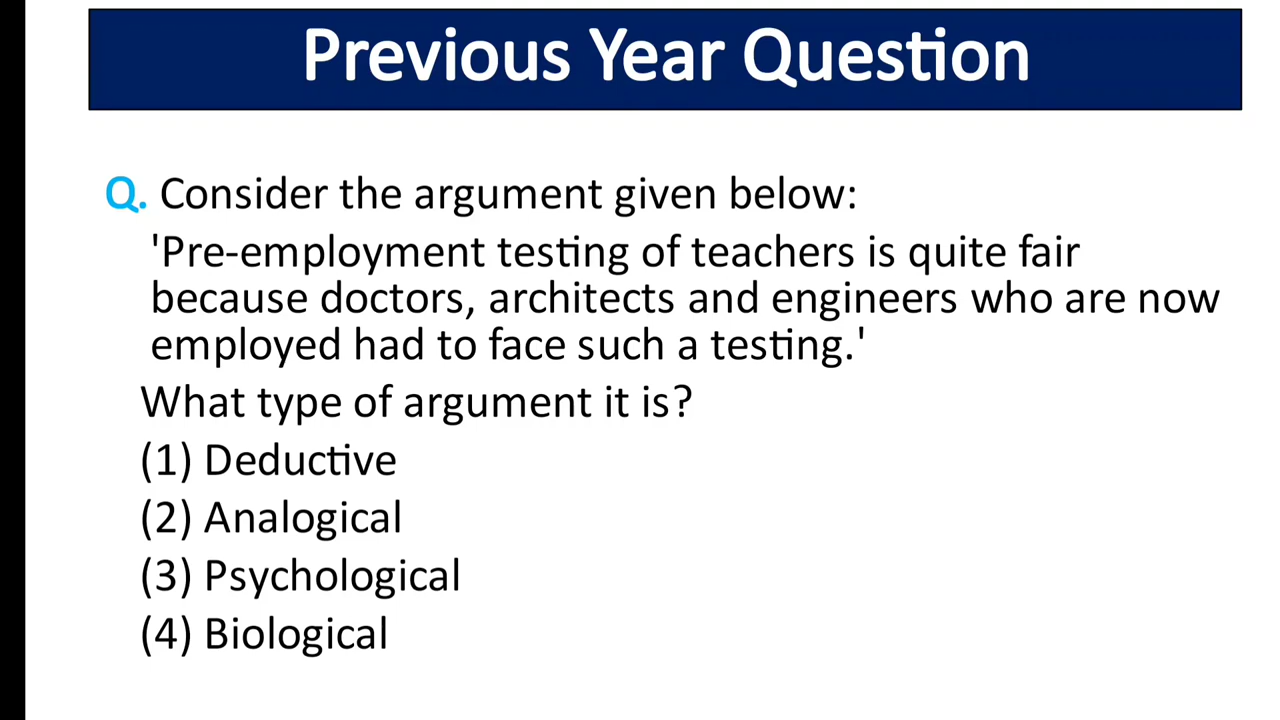 Previous Year Question
Q. Consider the argument given below:
'Pre-employment testing of teachers is quite fair
because doctors, architects and engineers who are now
employed had to face such a testing.'
What type of argument it is?
(1) Deductive
(2) Analogical
(3) Psychological
(4) Biological